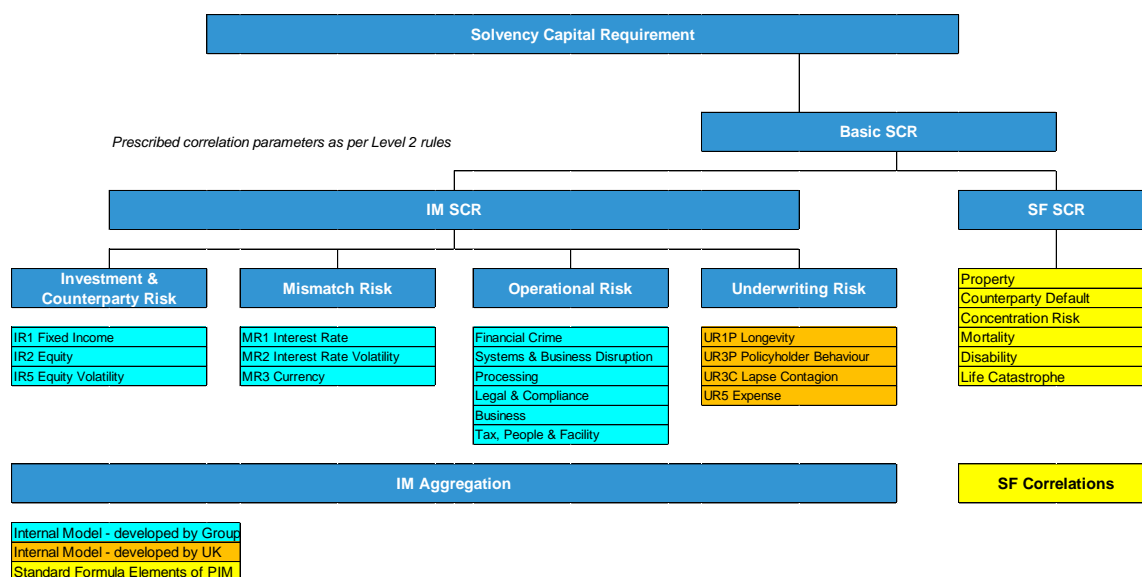 Solvency Capital Requirement
Basic SCR
Prescribed correlation parameters as per Level 2 rules
IM SCR
SF SCR
Investment &
Counterparty Risk
Mismatch Risk
Operational Risk
Underwriting Risk
IR1 Fixed Income
IR2 Equity
IR5 Equity Volatility
MR1 Interest Rate
MR2 Interest Rate Volatility
MR3 Currency
Financial Crime
Systems & Business Disruption
Processing
Legal & Compliance
Business
Tax, People & Facility
UR1P Longevity
UR3P Policyholder Behaviour
UR3C Lapse Contagion
UR5 Expense
Property
Counterparty Default
Concentration Risk
Mortality
Disability
Life Catastrophe
IM Aggregation
SF Correlations
Internal Model - developed by Group
Internal Model - developed by UK
Standard Formula Elements of PIM